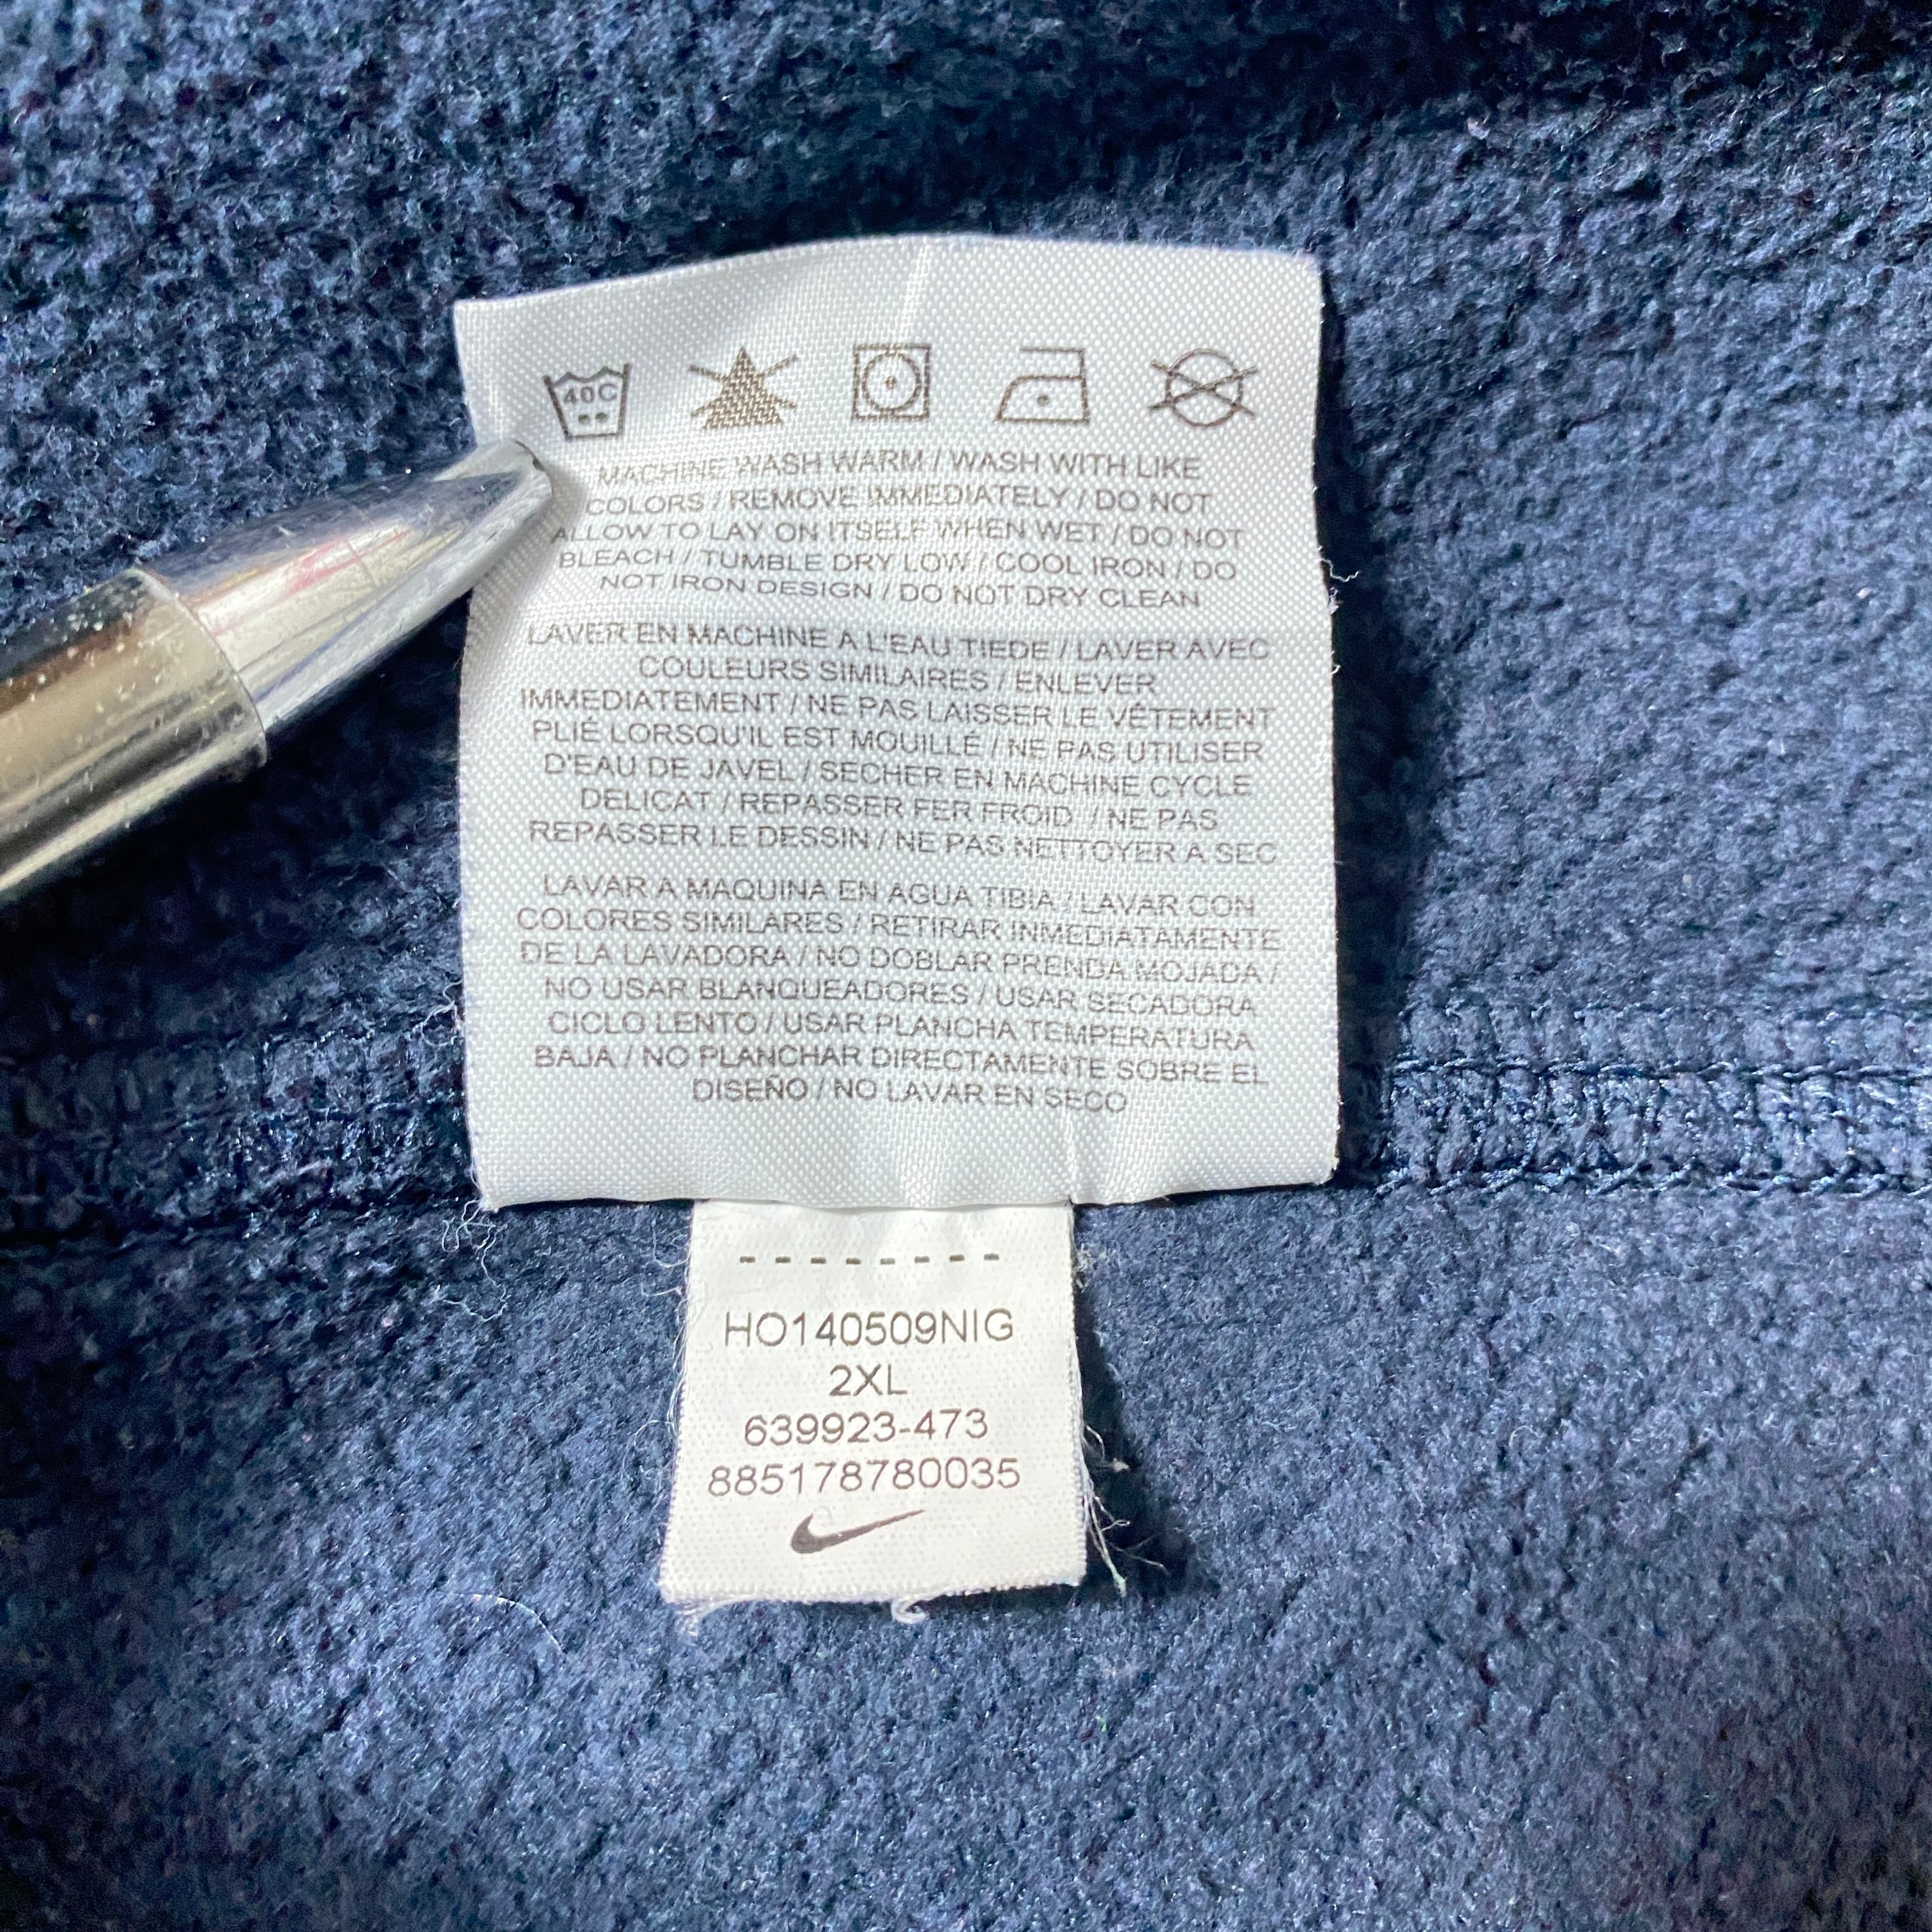 40C
MACHINE WASH WARM / WASH WITH LIKE
COLORS / REMOVE IMMEDIATELY / DO NOT
ALLOW TO LAY ON ITSELF WHEN WET / DO NOT
BLEACH / TUMBLE DRY LOW / COOL IRON / DO
NOT IRON DESIGN / DO NOT DRY CLEAN
LAVER EN MACHINE A L'EAU TIEDE / LAVER AVEC
COULEURS SIMILAIRES / ENLEVER
IMMEDIATEMENT / NE PAS LAISSER LE VÊTEMENT
PLIÉ LORSQU'IL EST MOUILLÉ / NE PAS UTILISER
D'EAU DE JAVEL / SECHER EN MACHINE CYCLE
DELICAT / REPASSER FER FROID / NE PAS
REPASSER LE DESSIN / NE PAS NETTOYER A SEC
LAVAR A MAQUINA EN AGUA TIBIA / LAVAR CON
COLORES SIMILARES / RETIRAR INMEDIATAMENTE
DE LA LAVADORA / NO DOBLAR PRENDA MOJADA /
NO USAR BLANQUEADORES / USAR SECADORA
CICLO LENTO / USAR PLANCHA TEMPERATURA
BAJA / NO PLANCHAR DIRECTAMENTE SOBRE EL
DISEÑO / NO LAVAR EN SECO
--------
HO140509NIG
2XL
639923-473
885178780035